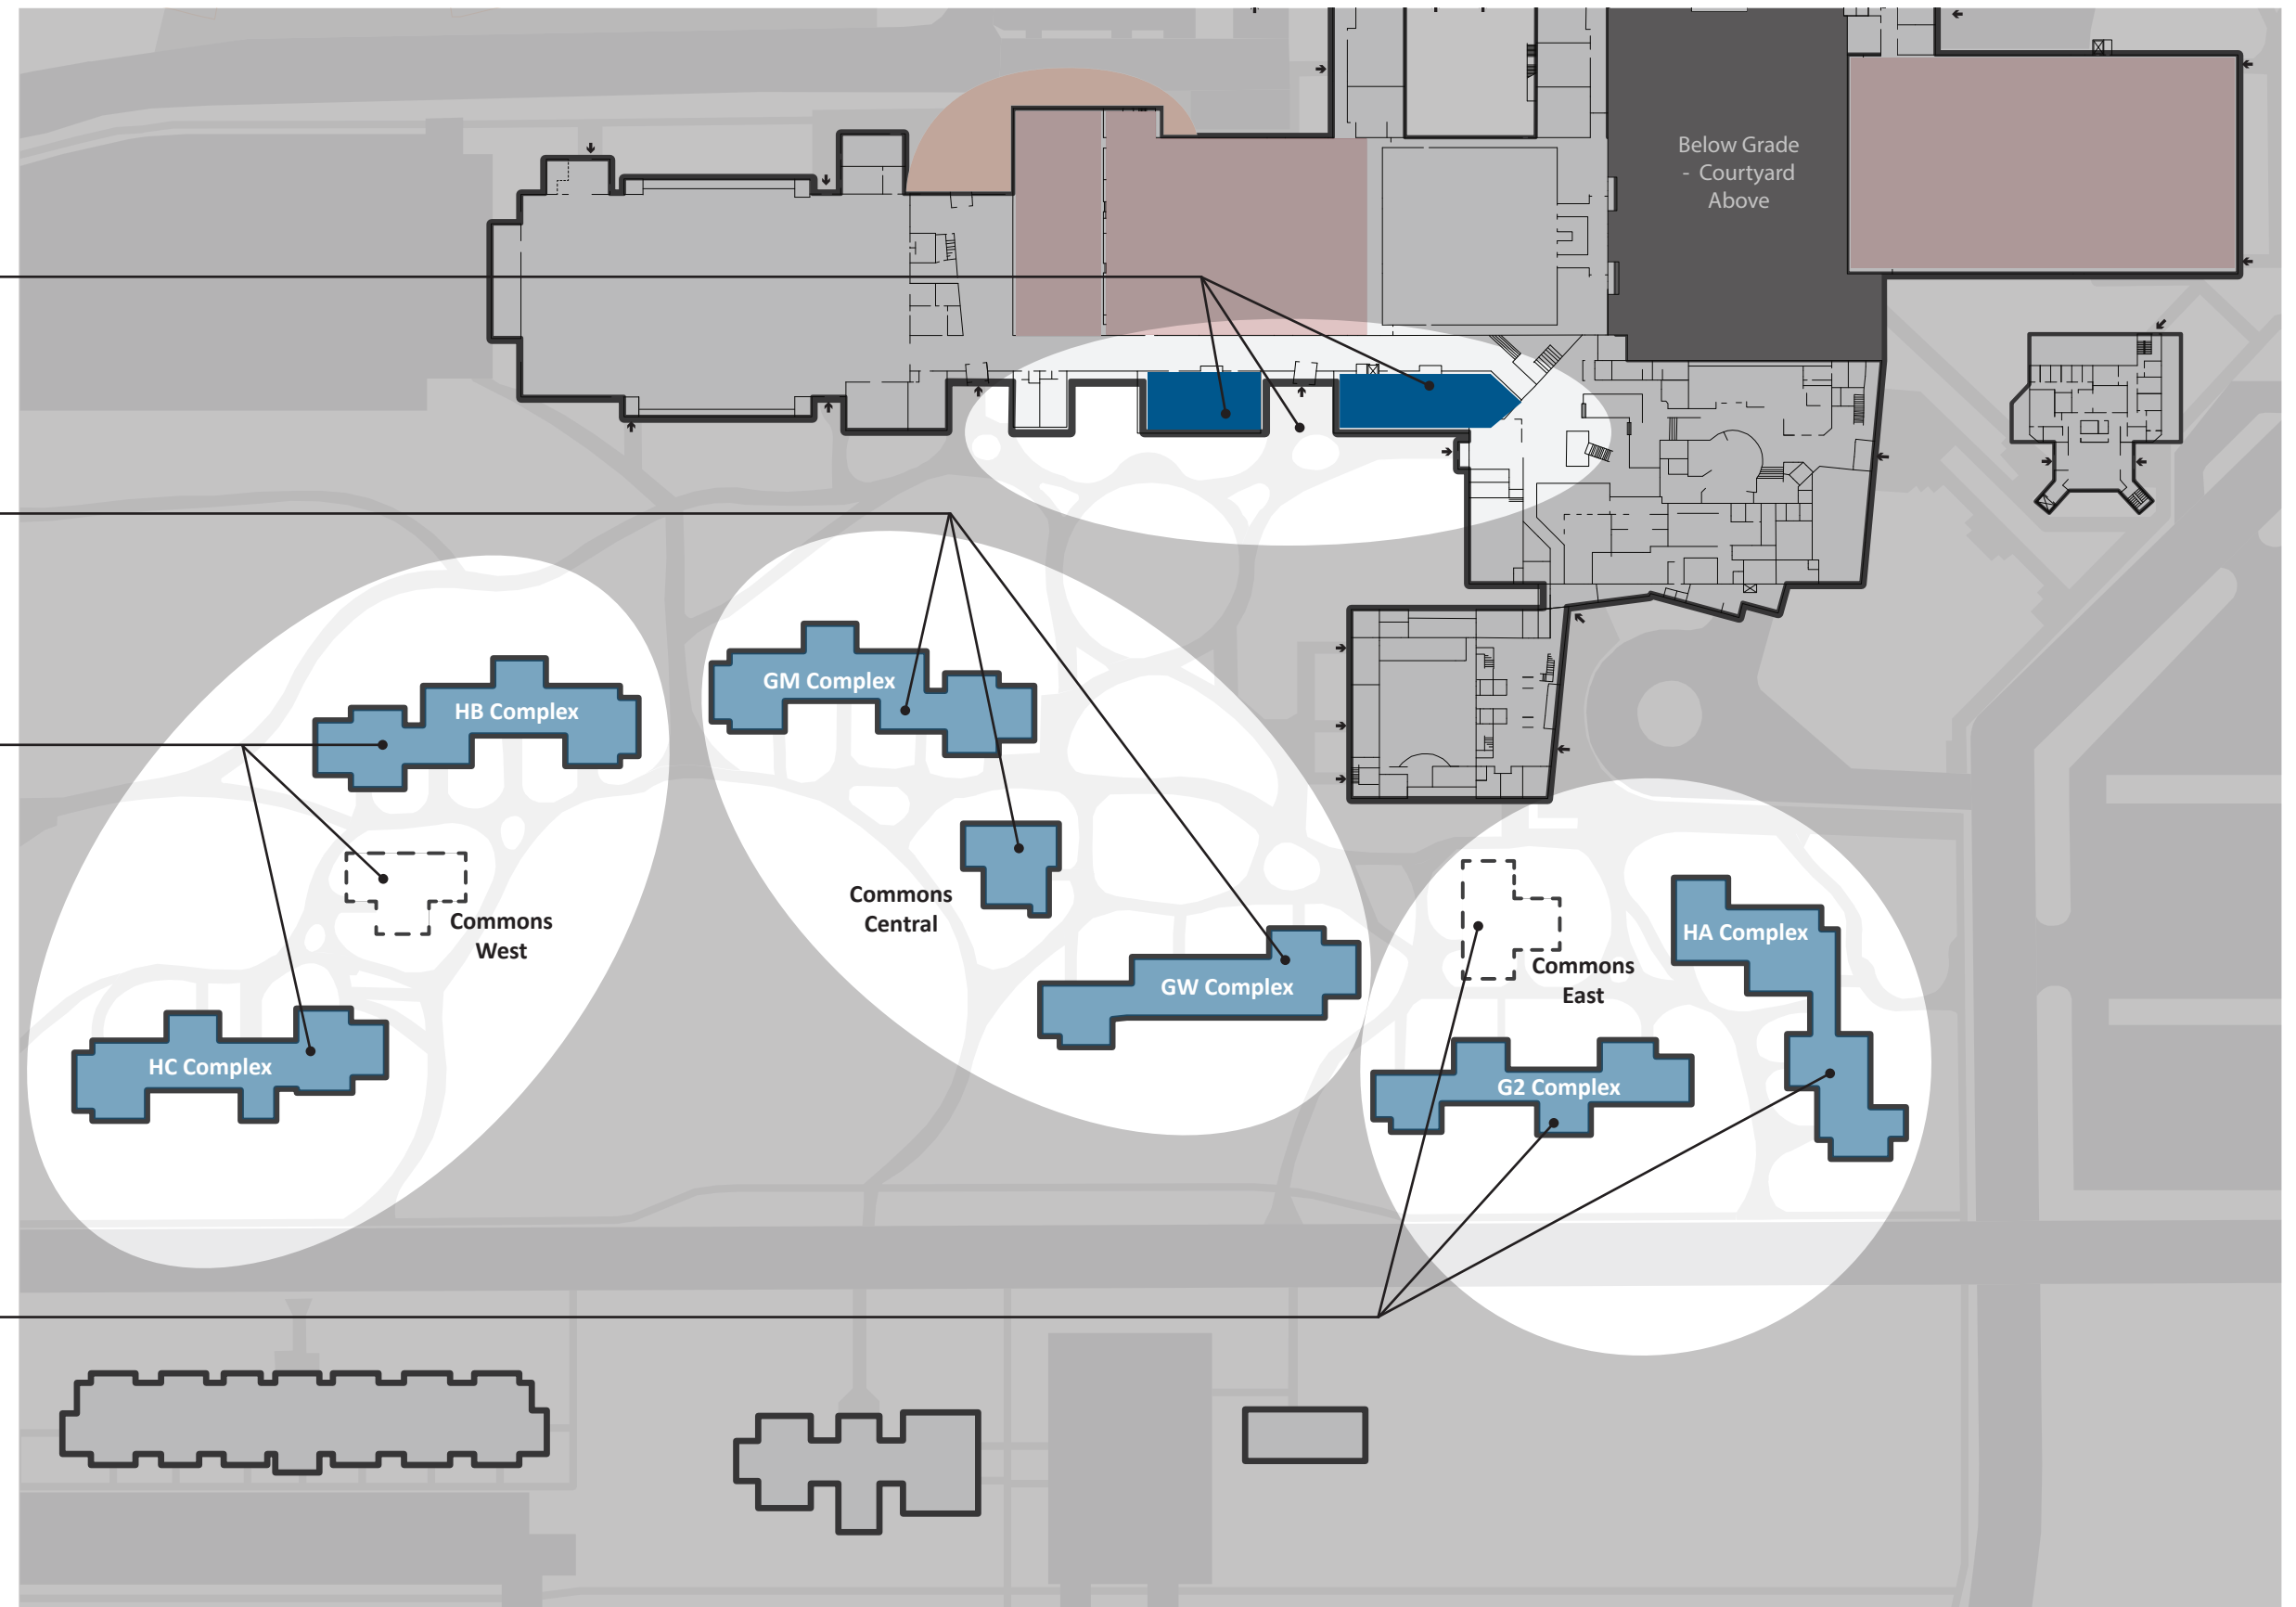 Below Grade
- Courtyard
Above
GM Complex
HB Complex
Commons
Central
Commons
West
HA Complex
Commons
East
GW Complex
HC Complex
G2 Complex